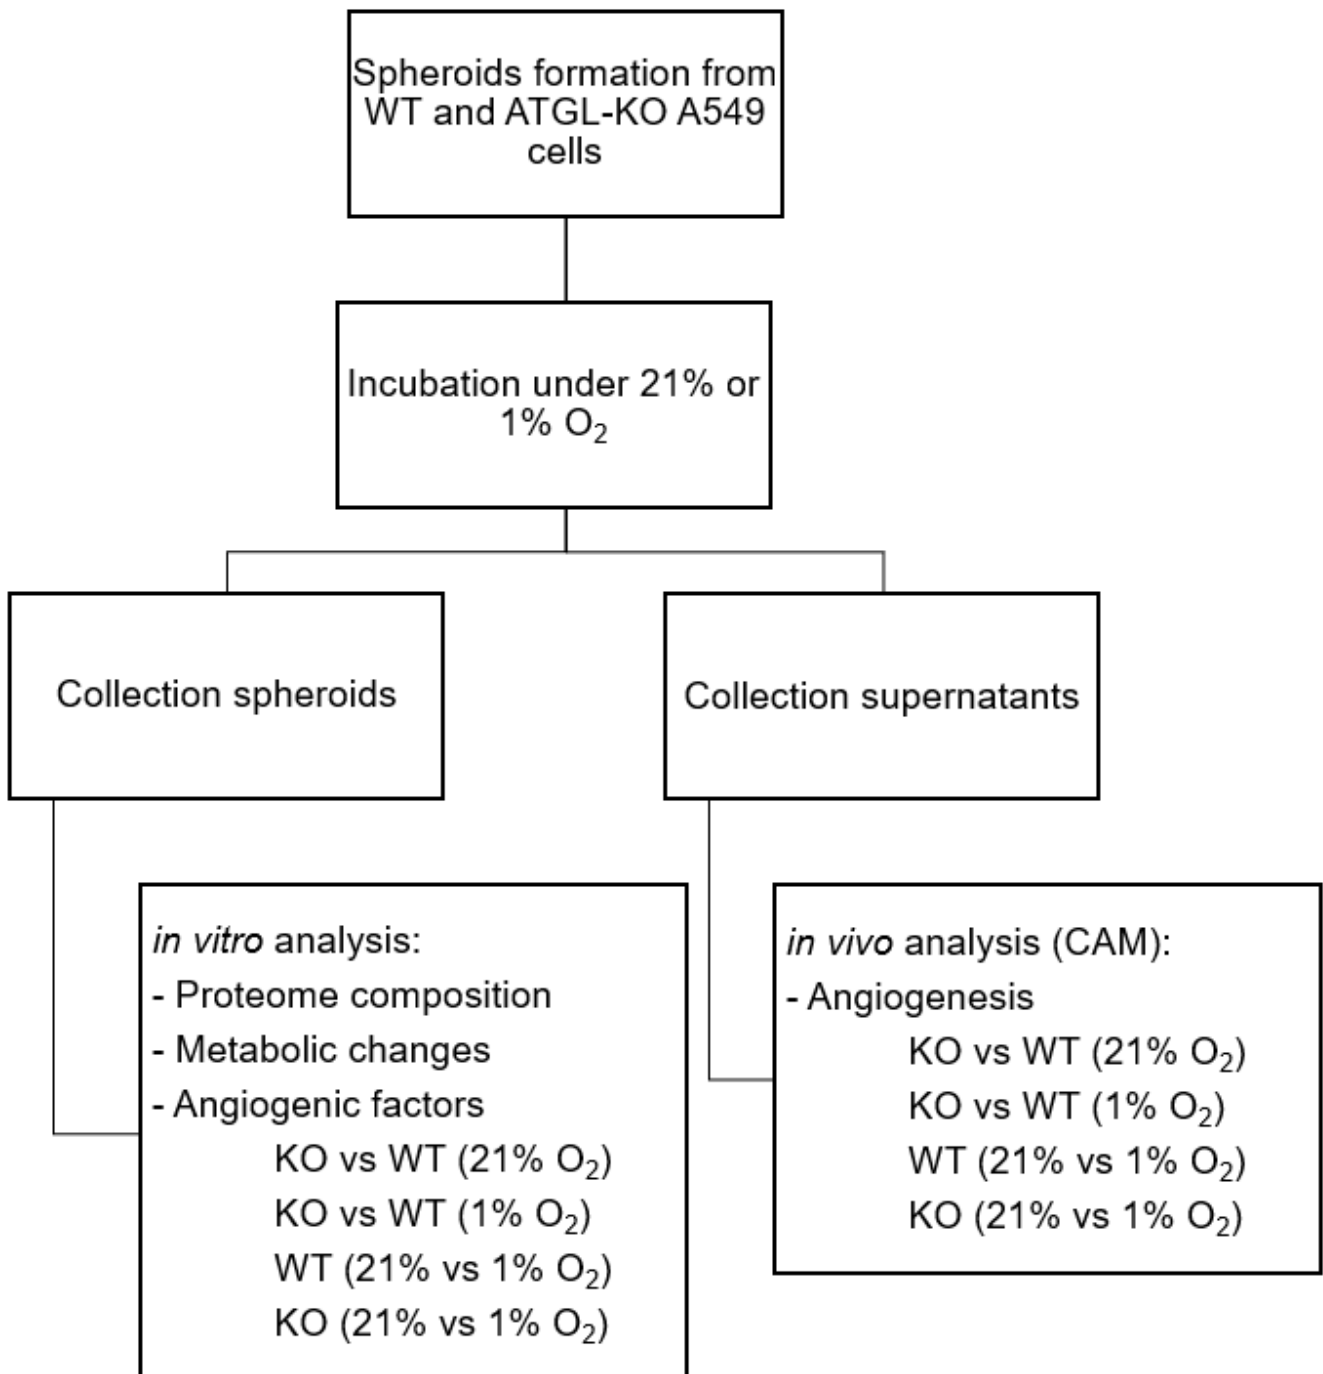 Spheroids formation from
WT and ATGL-KO A549
cells
Incubation under 21% or
1% O₂
Collection spheroids
Collection supernatants
in vitro analysis:
- Proteome composition
- Metabolic changes
- Angiogenic factors
KO vs WT (21% O₂)
KO vs WT (1% O₂)
WT (21% vs 1% O₂)
KO (21% vs 1% O₂)
in vivo analysis (CAM):
- Angiogenesis
KO vs WT (21% O₂)
KO vs WT (1% O₂)
WT (21% vs 1% O₂)
KO (21% vs 1% O₂)